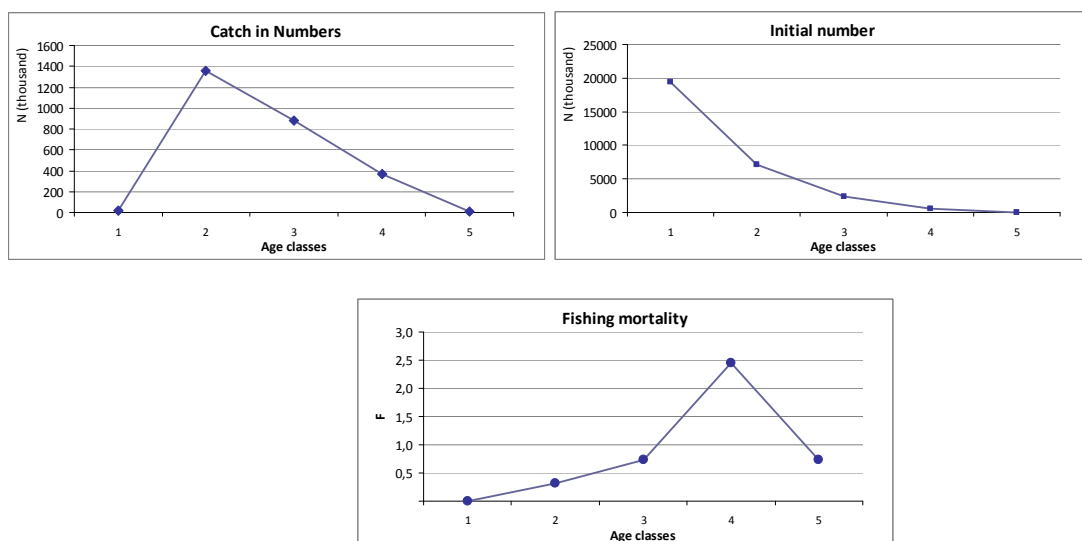 Catch in Numbers
N (thousand)
1600
1400
1200
1000
800
600
400
200
0
1 2 3 4 5
Age classes
Initial number
N (thousand)
25000
20000
15000
10000
5000
0
1 2 3 4 5
Age classes
Fishing mortality
F
3,0
2,5
2,0
1,5
1,0
0,5
1 2 3 4 5
Age classes